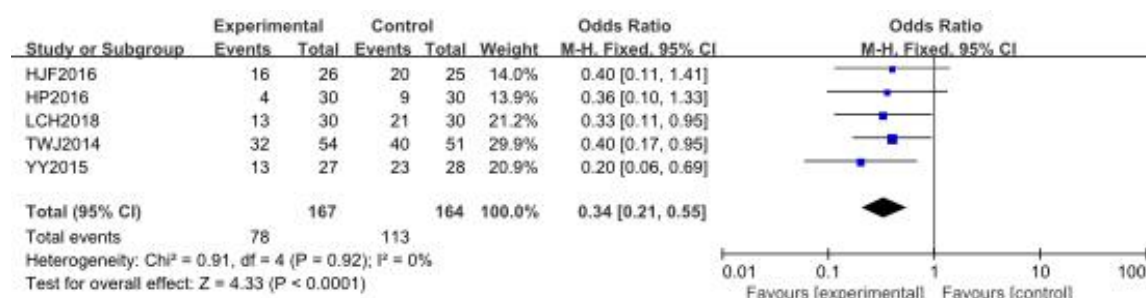 Experimental Control Odds Ratio Odds Ratio
Study or Subgroup Events Total Events Total Weight M-H. Fixed. 95% CI M-H. Fixed. 95% CI
HJF2016 16 26 20 25 14.0% 0.40 [0.11, 1.41]
HP2016 4 30 9 30 13.9% 0.36 [0.10, 1.33]
LCH2018 13 30 21 30 21.2% 0.33 [0.11, 0.95]
TWJ2014 32 54 40 51 29.9% 0.40 [0.17, 0.95]
YY2015 13 27 23 28 20.9% 0.20 [0.06, 0.69]
Total (95% CI) 167 164 100.0% 0.34 [0.21, 0.55]
Total events 78 113
Heterogeneity: Chi² = 0.91, df = 4 (P = 0.92); I² = 0%
Test for overall effect: Z = 4.33 (P < 0.0001)
0.01 0.1 1 10 100
Favours [experimental] Favours [control]